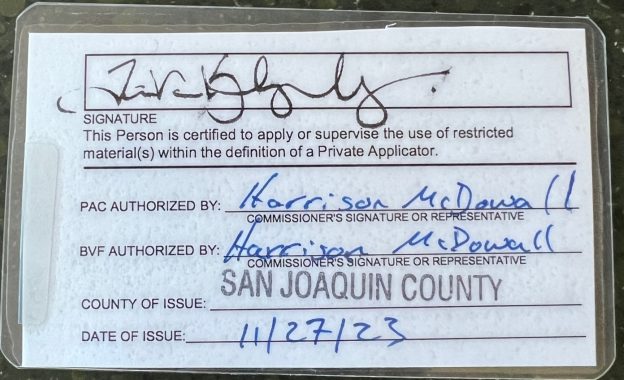 SIGNATURE
This Person is certified to apply or supervise the use of restricted
material(s) within the definition of a Private Applicator.
PAC AUTHORIZED BY: Harrison McDowall
COMMISSIONER'S SIGNATURE OR REPRESENTATIVE
BVF AUTHORIZED BY: Harrison McDowall
COMMISSIONER'S SIGNATURE OR REPRESENTATIVE
COUNTY OF ISSUE: SAN JOAQUIN COUNTY
DATE OF ISSUE: 11/27/23